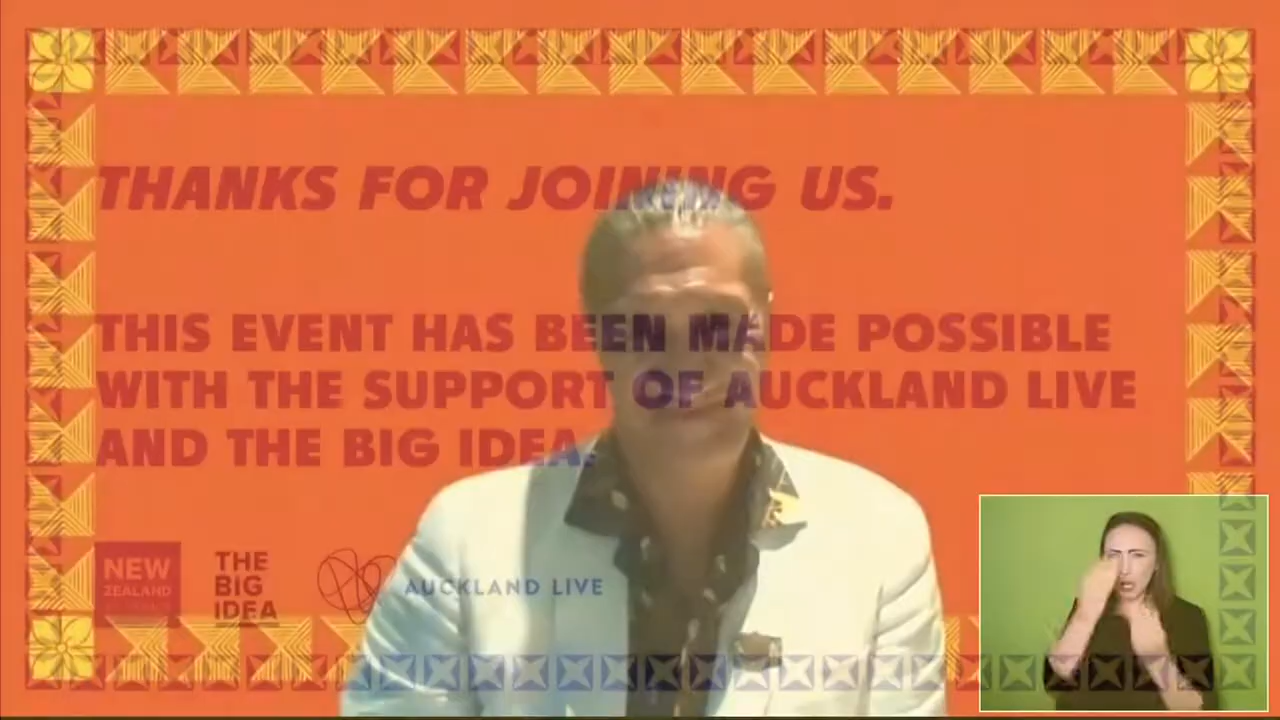 THANKS FOR JOINING US.
THIS EVENT HAS BEEN MADE POSSIBLE
WITH THE SUPPORT OF AUCKLAND LIVE
AND THE BIG IDEA.
NEW
ZEALAND
THE
BIG
IDEA
AUCKLAND LIVE